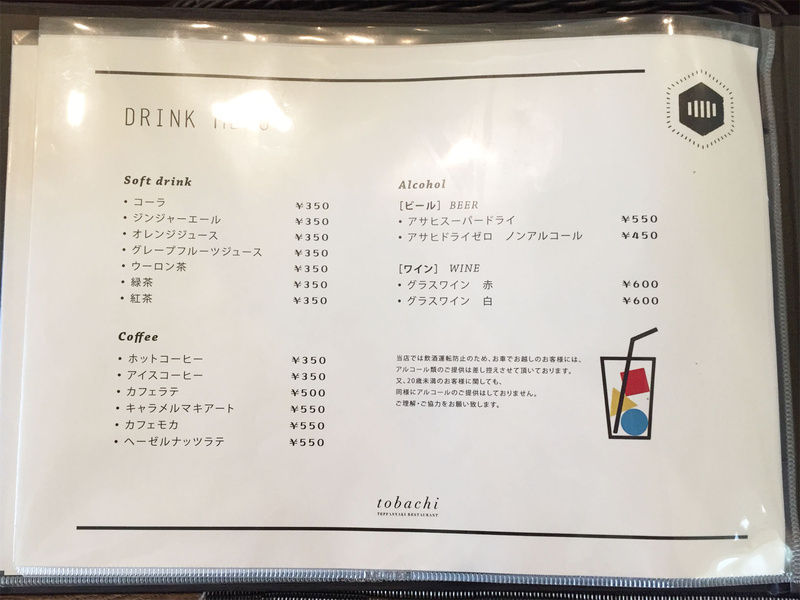 DRINK
Soft drink
・コーラ ¥350
・ジンジャーエール ¥350
・オレンジジュース ¥350
・グレープフルーツジュース ¥350
・ウーロン茶 ¥350
・緑茶 ¥350
・紅茶 ¥350
Coffee
・ホットコーヒー ¥350
・アイスコーヒー ¥350
・カフェラテ ¥500
・キャラメルマキアート ¥550
・カフェモカ ¥550
・ヘーゼルナッツラテ ¥550
Alcohol
[ビール] BEER
・アサヒスーパードライ ¥550
・アサヒドライゼロ ノンアルコール ¥450
[ワイン] WINE
・グラスワイン 赤 ¥600
・グラスワイン 白 ¥600
当店では飲酒運転防止のため、お車でお越しのお客様には、
アルコール類のご提供は差し控えさせて頂いております。
又、20歳未満のお客様に関しても、
同様にアルコールのご提供はしておりません。
ご理解・ご協力をお願い致します。
tobachi
TEPPANYAKI RESTAURANT